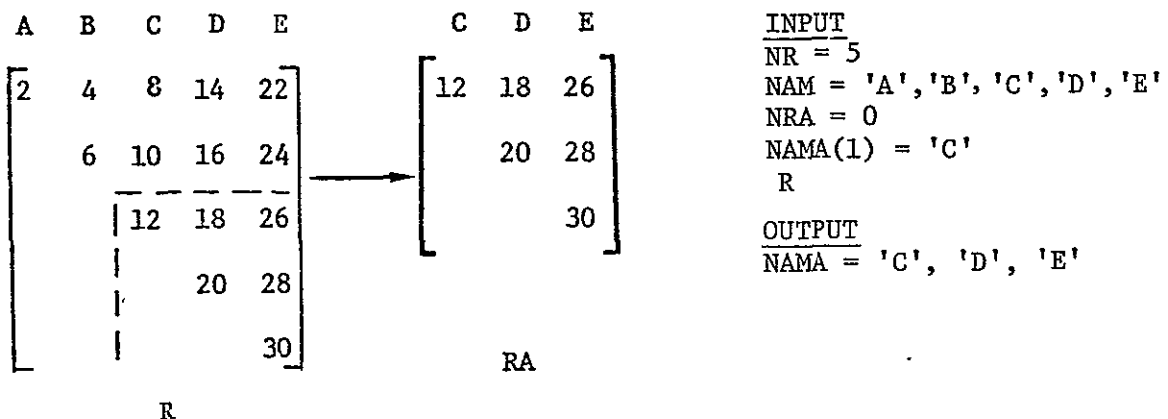 A B C D E
2 4 8 14 22
6 10 16 24
12 18 26
20 28
30
R
C D E
12 18 26
20 28
30
RA
INPUT
NR = 5
NAM = 'A','B','C','D','E'
NRA = 0
NAMA(1) = 'C'
R
OUTPUT
NAMA = 'C', 'D', 'E'